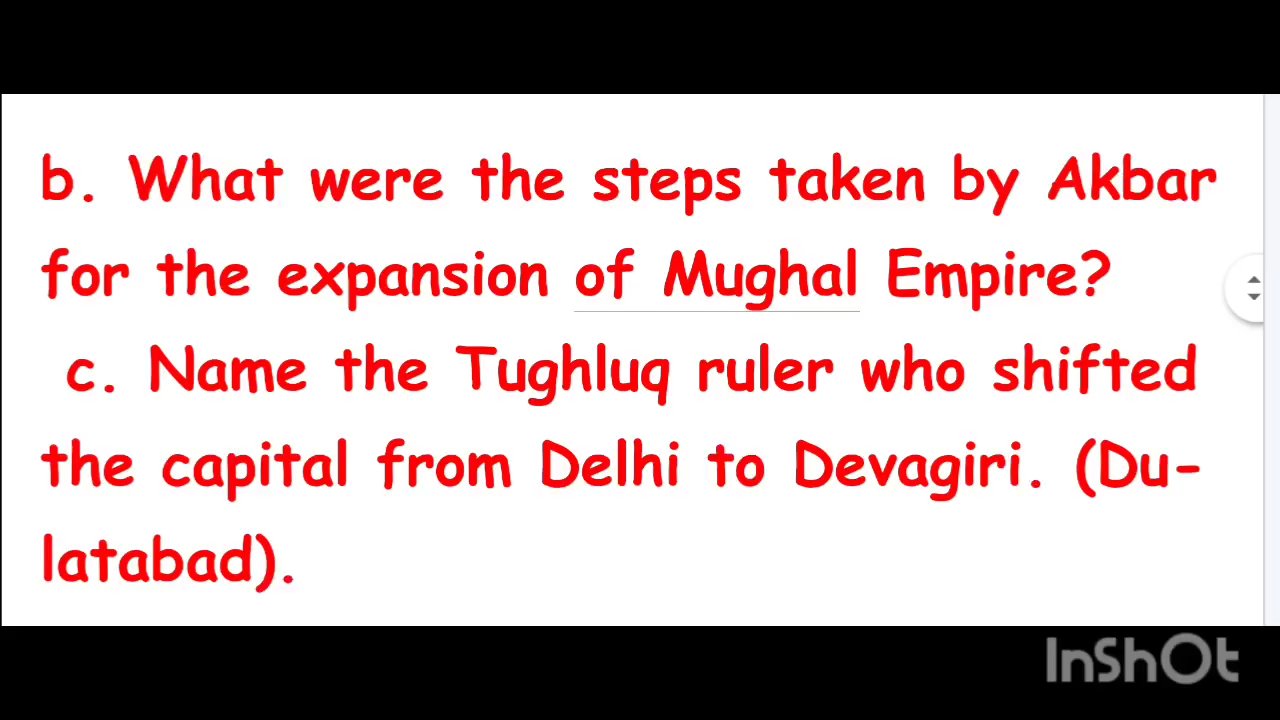 b. What were the steps taken by Akbar
for the expansion of Mughal Empire?
c. Name the Tughluq ruler who shifted
the capital from Delhi to Devagiri. (Du-
latabad).
InShOt